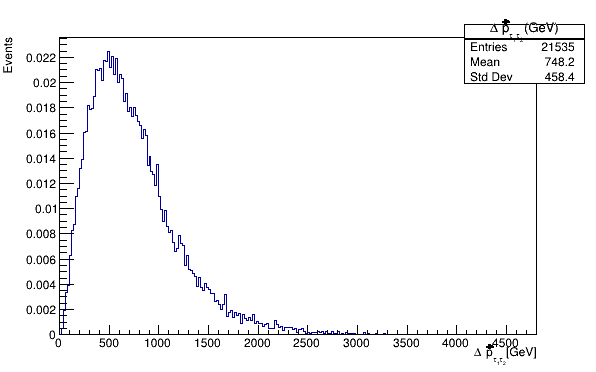 Δ p⃗_τ₁τ₂ (GeV)
Entries 21535
Mean 748.2
Std Dev 458.4
Events
0.022
0.02
0.018
0.016
0.014
0.012
0.01
0.008
0.006
0.004
0.002
0
0 500 1000 1500 2000 2500 3000 3500 4000 4500
Δ p⃗_τ₁τ₂ [GeV]